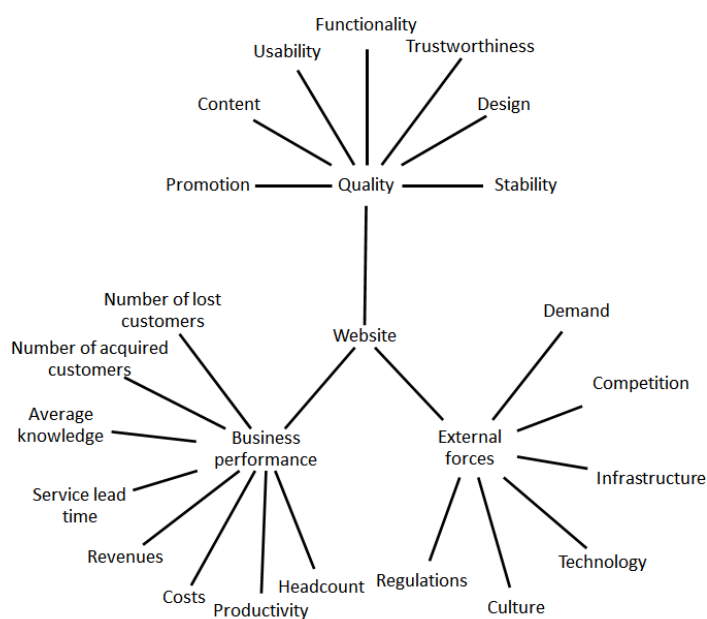 Functionality
Usability
Trustworthiness
Content
Design
Promotion
Quality
Stability
Number of lost
customers
Demand
Website
Number of acquired
customers
Competition
Average
knowledge
Business
performance
External
forces
Infrastructure
Service lead
time
Revenues
Technology
Costs
Productivity
Headcount
Regulations
Culture